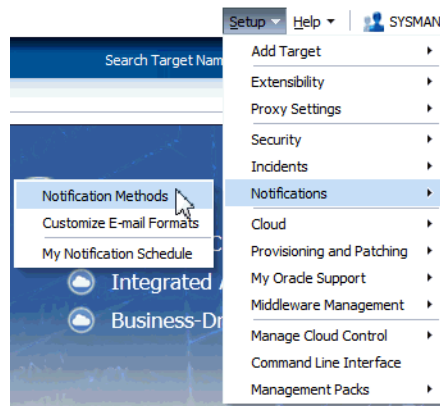 Setup Help SYSMAN
Search Target Nam
Add Target
Extensibility
Proxy Settings
Security
Incidents
Notifications
Notification Methods
Customize E-mail Formats
My Notification Schedule
Cloud
Provisioning and Patching
My Oracle Support
Middleware Management
Manage Cloud Control
Command Line Interface
Management Packs
Integrated
Business-Dr